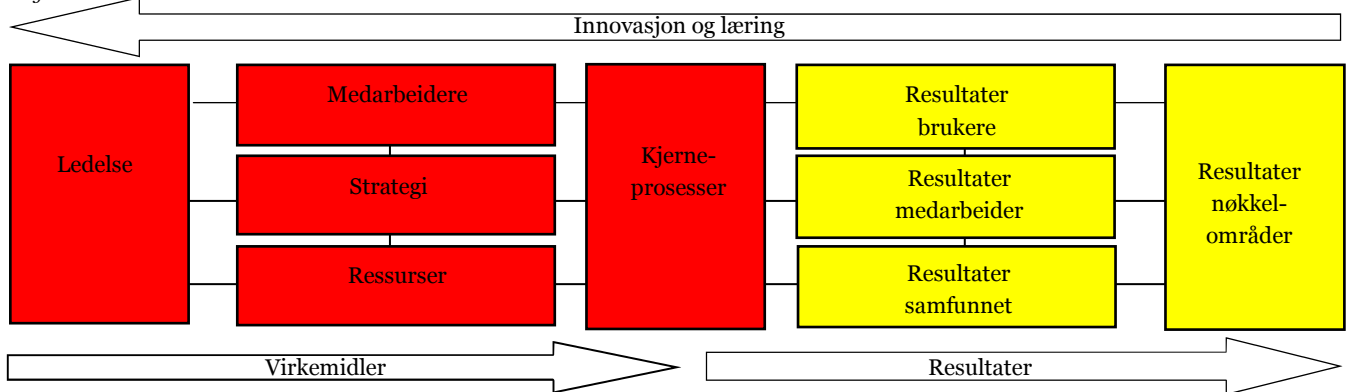 Innovasjon og læring
Ledelse
Medarbeidere
Strategi
Ressurser
Kjerne-
prosesser
Resultater
brukere
Resultater
medarbeider
Resultater
samfunnet
Resultater
nøkkel-
områder
Virkemidler
Resultater